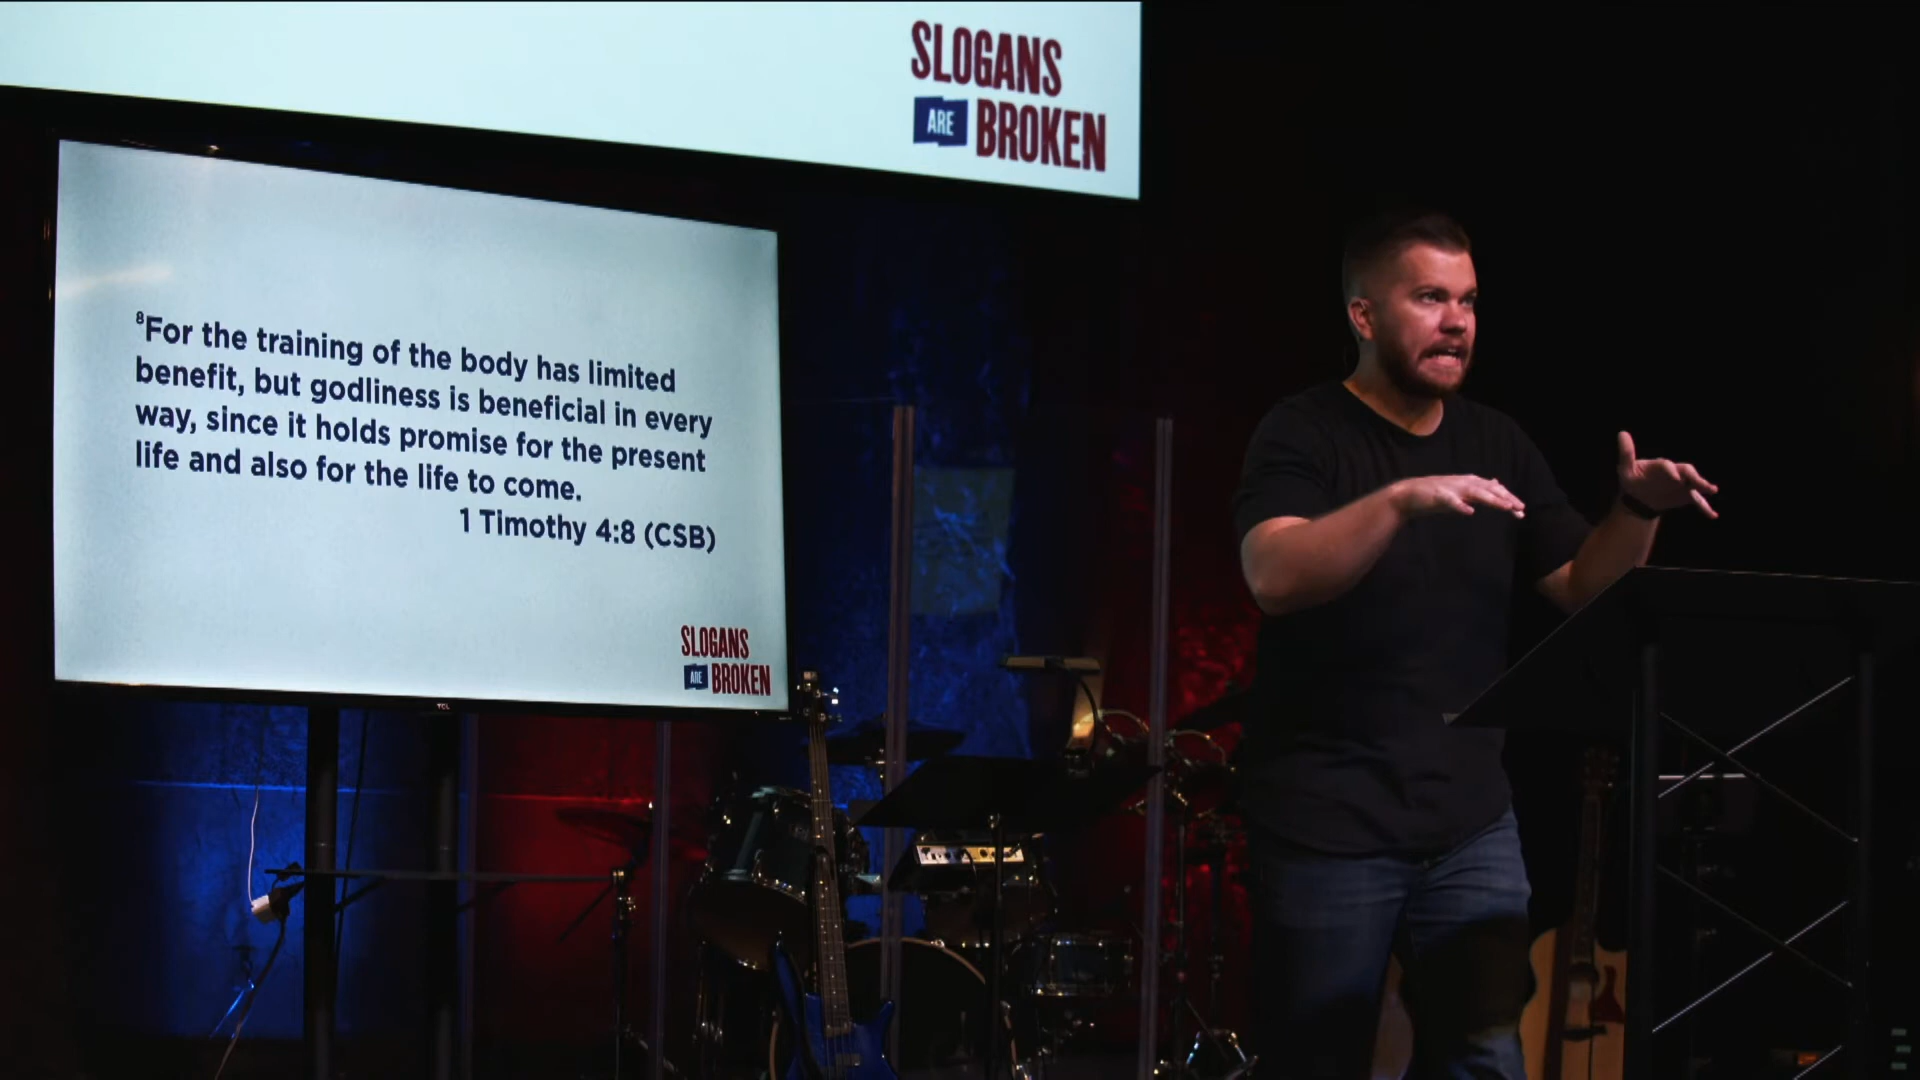 SLOGANS
ARE BROKEN
⁸For the training of the body has limited
benefit, but godliness is beneficial in every
way, since it holds promise for the present
life and also for the life to come.
1 Timothy 4:8 (CSB)
SLOGANS
ARE BROKEN
TCL